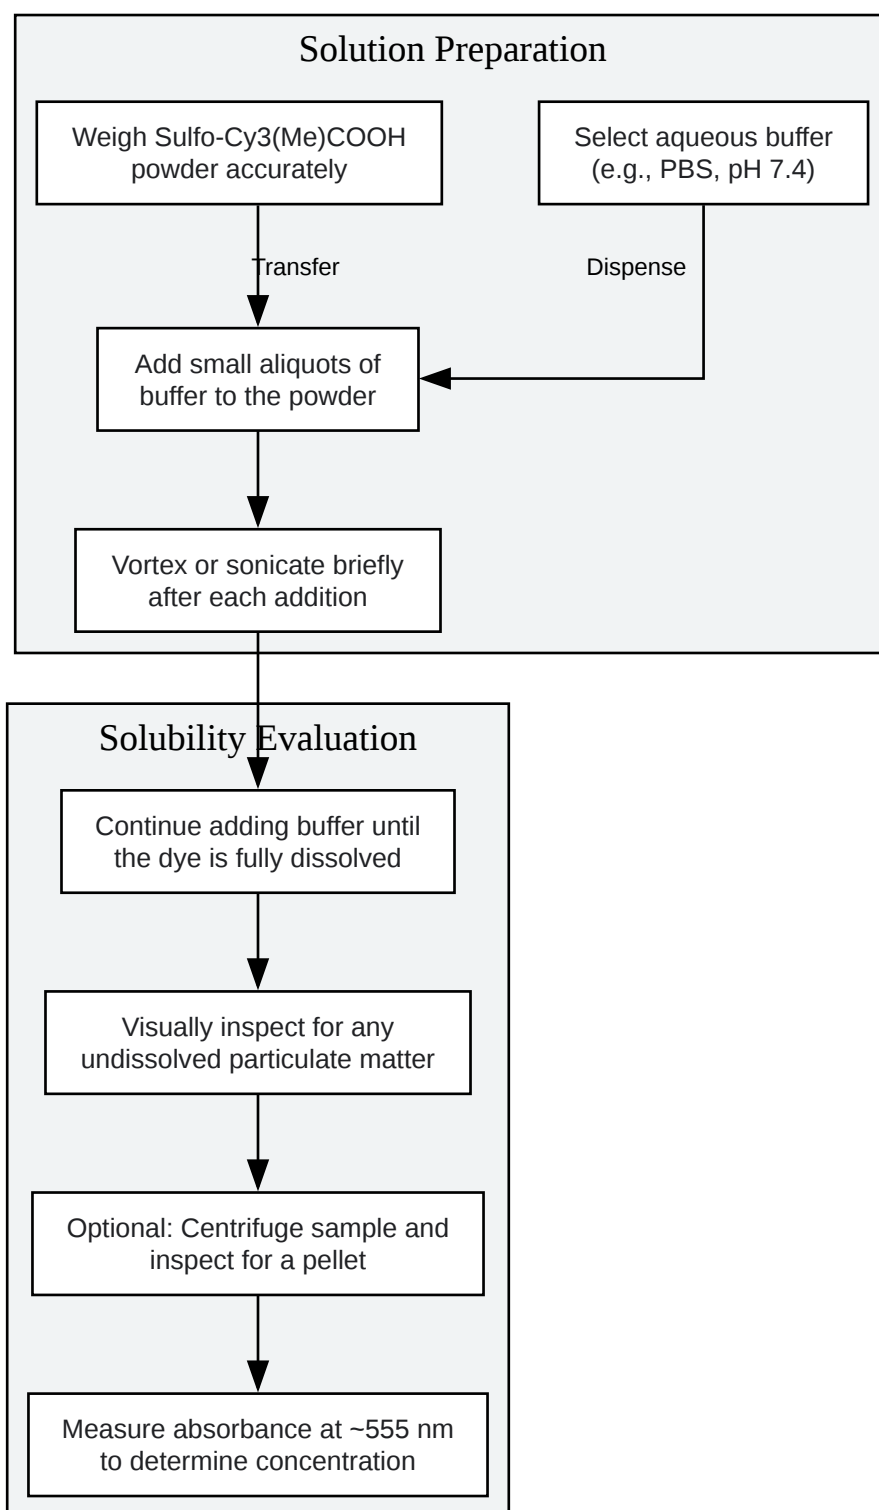 Solution Preparation
Weigh Sulfo-Cy3(Me)COOH
powder accurately
Select aqueous buffer
(e.g., PBS, pH 7.4)
Transfer
Dispense
Add small aliquots of
buffer to the powder
Vortex or sonicate briefly
after each addition
Solubility Evaluation
Continue adding buffer until
the dye is fully dissolved
Visually inspect for any
undissolved particulate matter
Optional: Centrifuge sample and
inspect for a pellet
Measure absorbance at ~555 nm
to determine concentration